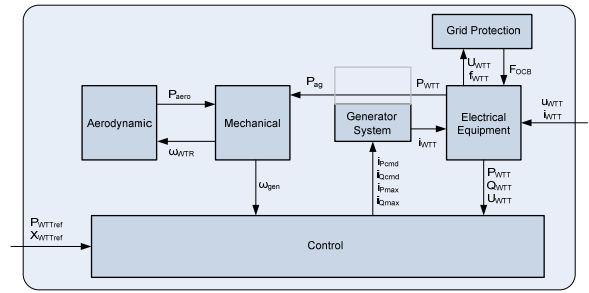 Grid Protection
U_WTT
f_WTT
F_OCB
P_aero
P_ag
P_WTT
u_WTT
i_WTT
Aerodynamic
Mechanical
Generator
System
Electrical
Equipment
ω_WTR
i_WTT
ω_gen
i_Pcmd
i_Qcmd
i_Pmax
i_Qmax
P_WTT
Q_WTT
U_WTT
P_WTTref
X_WTTref
Control